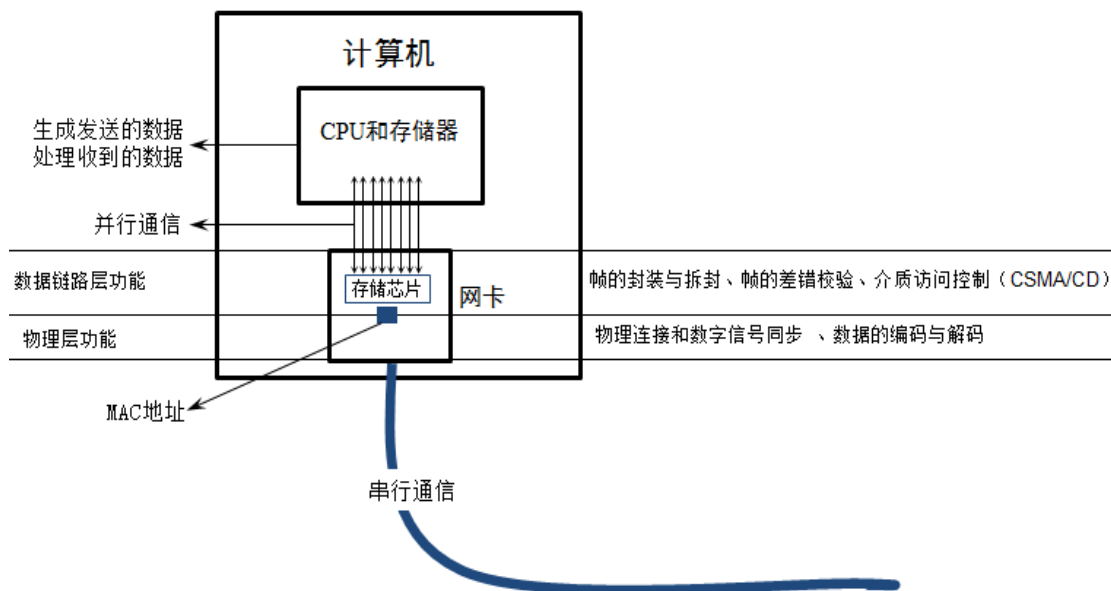 计算机
CPU和存储器
生成发送的数据
处理收到的数据
并行通信
数据链路层功能
存储芯片
网卡
帧的封装与拆封、帧的差错校验、介质访问控制（CSMA/CD）
物理层功能
物理连接和数字信号同步 、数据的编码与解码
MAC地址
串行通信